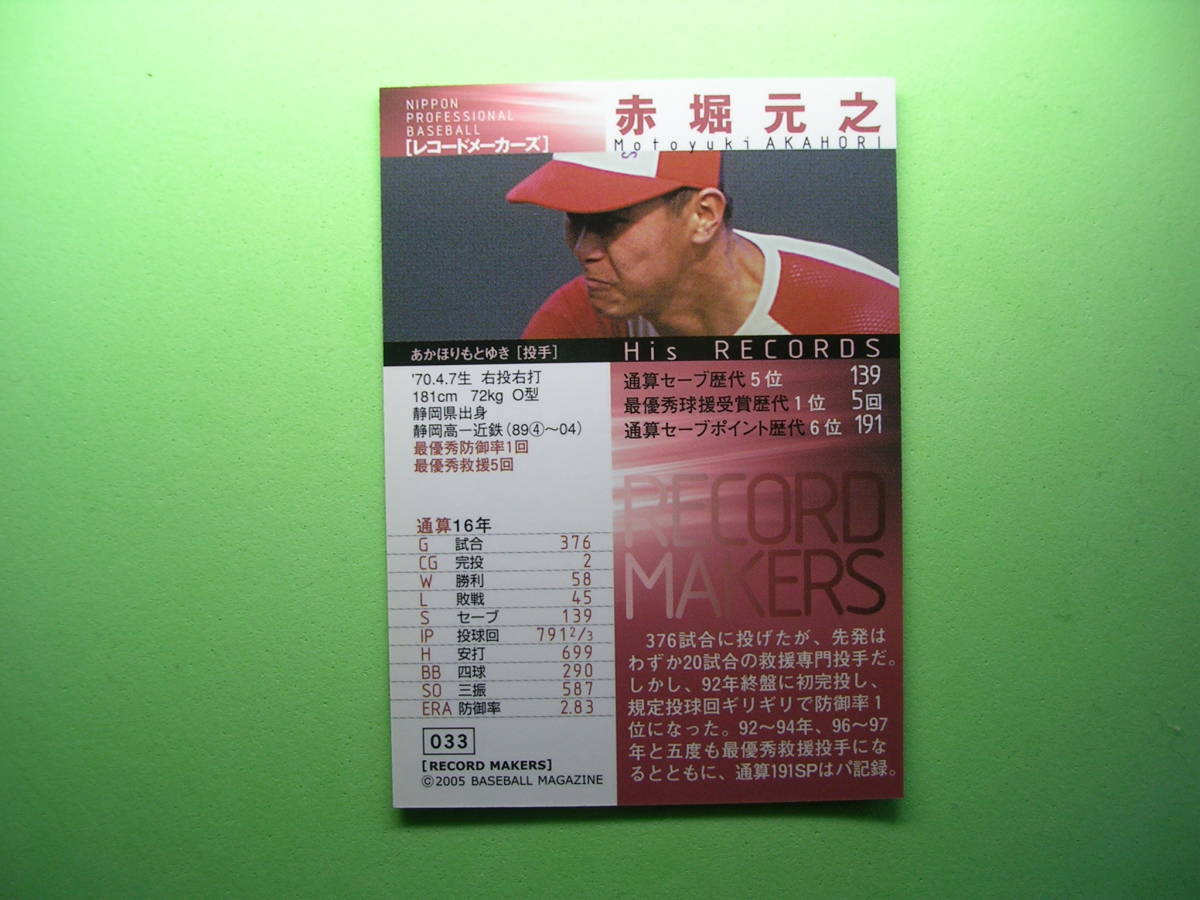 NIPPON
PROFESSIONAL
BASEBALL
[レコードメーカーズ]
赤堀元之
Motoyuki AKAHORI
S
あかほりもとゆき [投手]
'70.4.7生 右投右打
181cm 72kg O型
静岡県出身
静岡高ー近鉄(89④〜04)
最優秀防御率1回
最優秀救援5回
His RECORDS
通算セーブ歴代5位 139
最優秀球援受賞歴代1位 5回
通算セーブポイント歴代6位 191
通算16年
G 試合 376
CG 完投 2
W 勝利 58
L 敗戦 45
S セーブ 139
IP 投球回 791 2/3
H 安打 699
BB 四球 290
SO 三振 587
ERA 防御率 2.83
033
[RECORD MAKERS]
©2005 BASEBALL MAGAZINE
RECORD
MAKERS
376試合に投げたが、先発は
わずか20試合の救援専門投手だ。
しかし、92年終盤に初完投し、
規定投球回ギリギリで防御率1
位になった。92〜94年、96〜97
年と五度も最優秀救援投手にな
るとともに、通算191SPはパ記録。